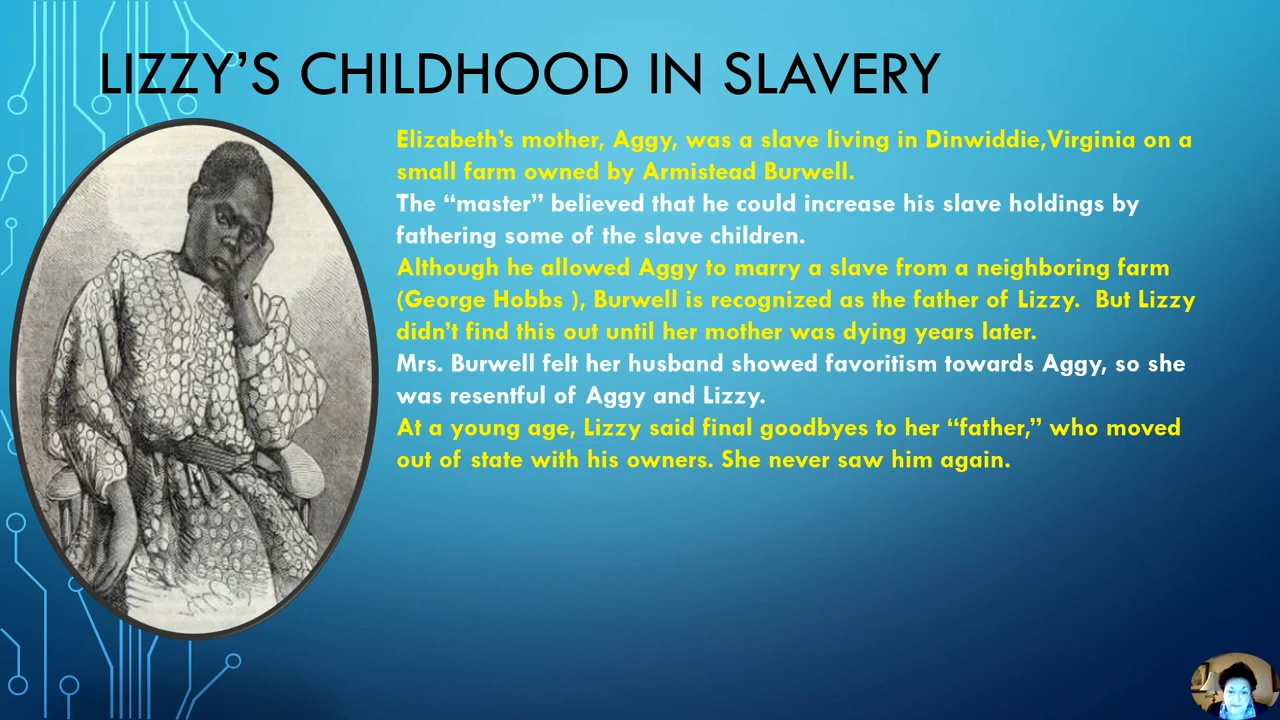 LIZZY’S CHILDHOOD IN SLAVERY
Elizabeth’s mother, Aggy, was a slave living in Dinwiddie,Virginia on a
small farm owned by Armistead Burwell.
The “master” believed that he could increase his slave holdings by
fathering some of the slave children.
Although he allowed Aggy to marry a slave from a neighboring farm
(George Hobbs ), Burwell is recognized as the father of Lizzy.  But Lizzy
didn’t find this out until her mother was dying years later.
Mrs. Burwell felt her husband showed favoritism towards Aggy, so she
was resentful of Aggy and Lizzy.
At a young age, Lizzy said final goodbyes to her “father,” who moved
out of state with his owners. She never saw him again.